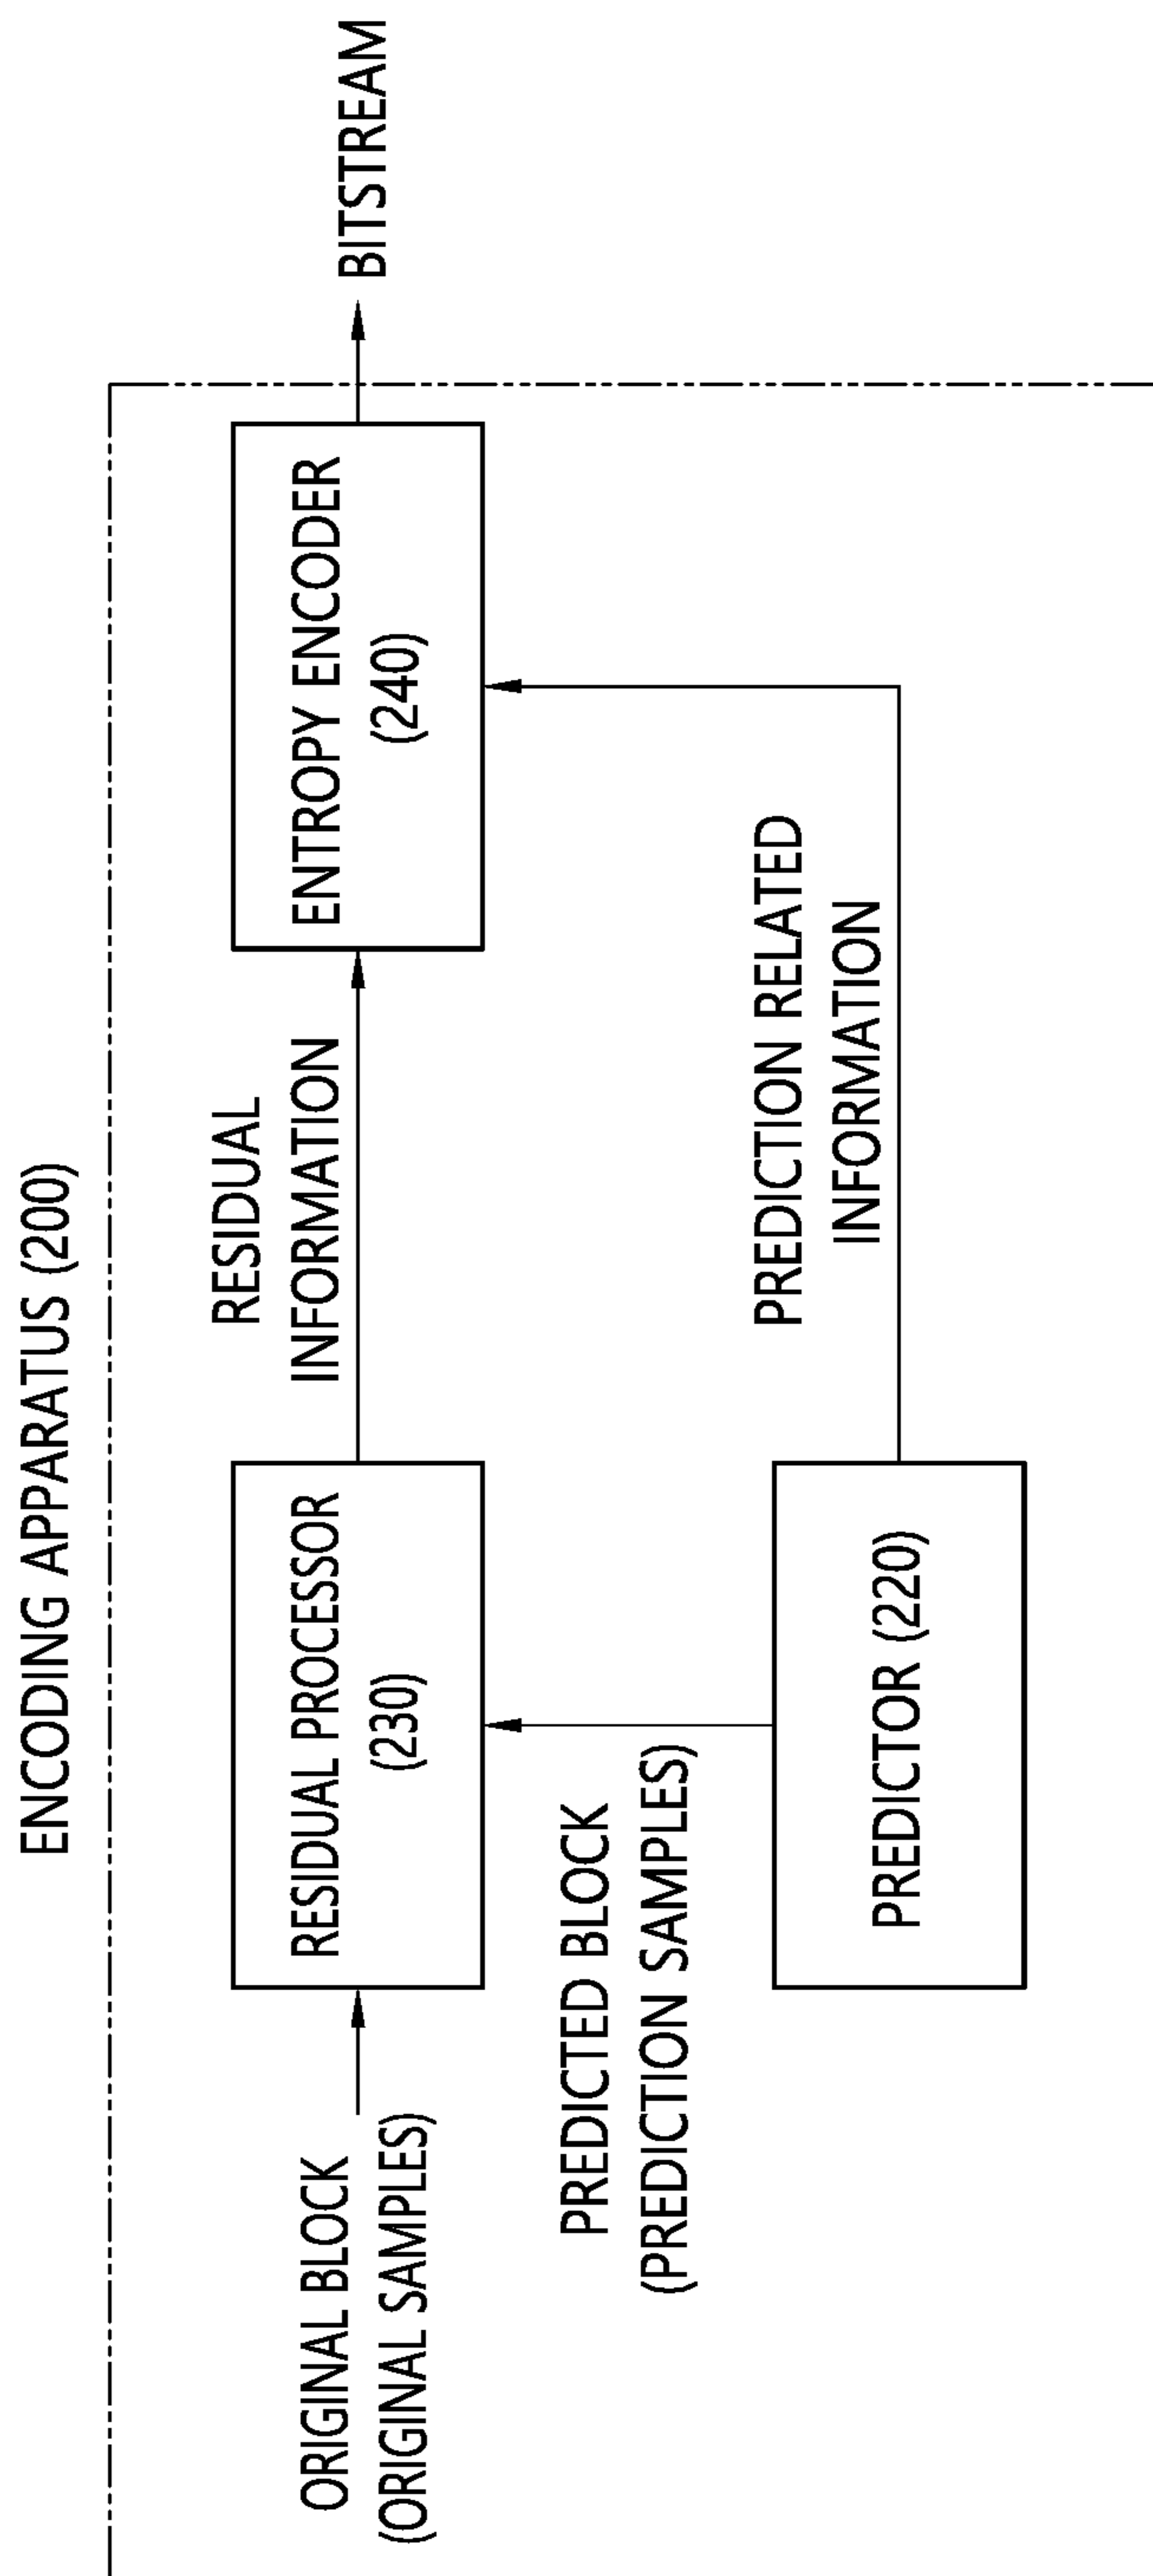 ENCODING APPARATUS (200)
ORIGINAL BLOCK
(ORIGINAL SAMPLES)
RESIDUAL PROCESSOR
(230)
RESIDUAL
INFORMATION
ENTROPY ENCODER
(240)
BITSTREAM
PREDICTED BLOCK
(PREDICTION SAMPLES)
PREDICTOR (220)
PREDICTION RELATED
INFORMATION